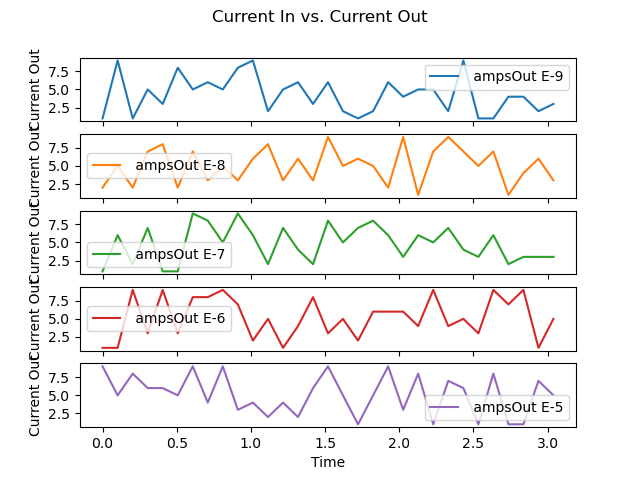 Current In vs. Current Out
Current Out
7.5
5.0
2.5
ampsOut E-9
Current Out
7.5
5.0
2.5
ampsOut E-8
Current Out
7.5
5.0
2.5
ampsOut E-7
Current Out
7.5
5.0
2.5
ampsOut E-6
Current Out
7.5
5.0
2.5
ampsOut E-5
0.0 0.5 1.0 1.5 2.0 2.5 3.0
Time